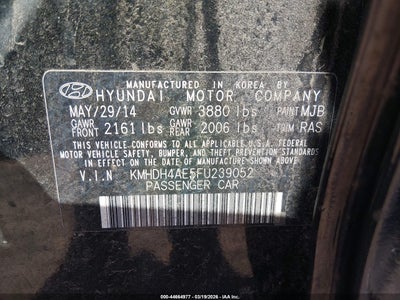 MANUFACTURED IN KOREA BY
HYUNDAI MOTOR COMPANY
MAY/29/14 GVWR 3880 lbs PAINT MJB
GAWR FRONT 2161 lbs GAWR REAR 2006 lbs TRIM RAS
THIS VEHICLE CONFORMS TO ALL APPLICABLE U.S.A. FEDERAL
MOTOR VEHICLE SAFETY, BUMPER, AND THEFT PREVENTION
STANDARDS IN EFFECT ON THE DATE OF MANUFACTURE SHOWN ABOVE.
V.I.N KMHDH4AE5FU239052
PASSENGER CAR
000-44664977 - 03/19/2026 - www.iaai.com